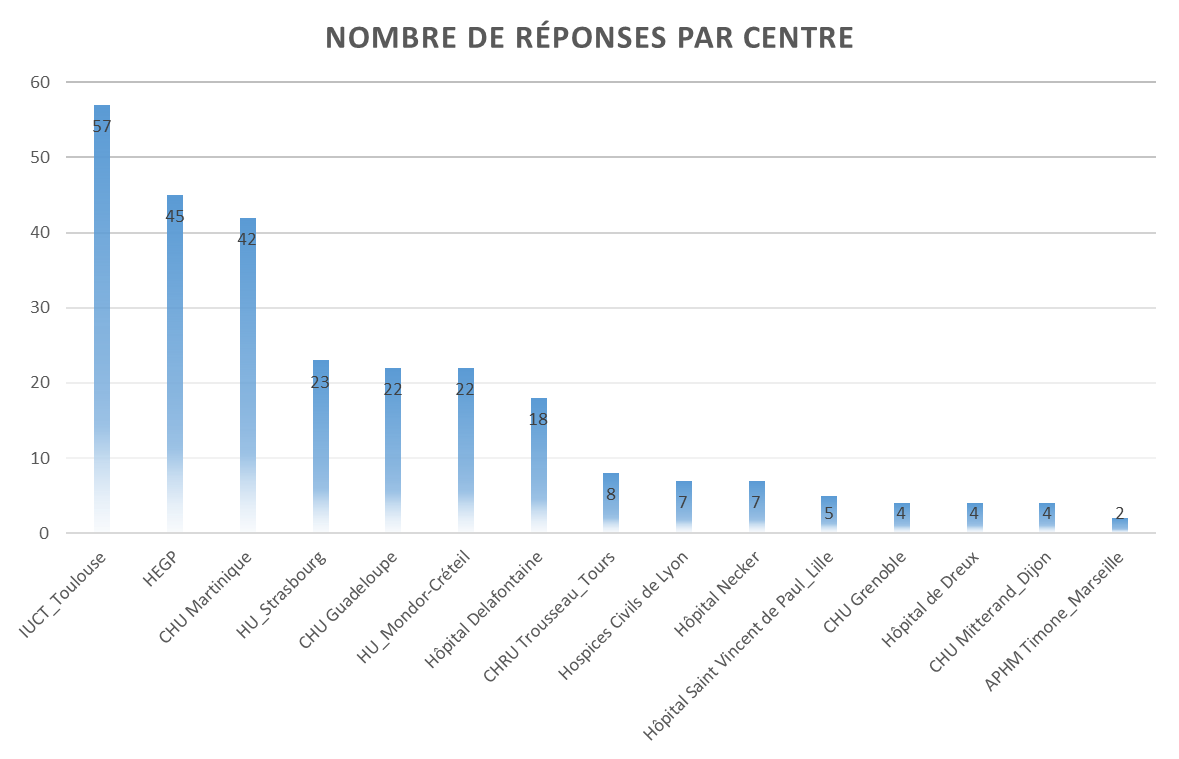 NOMBRE DE RÉPONSES PAR CENTRE
60
50
40
30
20
10
0
57
45
42
23
22
22
18
8
7
7
5
4
4
4
2
IUCT_Toulouse
HEGP
CHU Martinique
HU_Strasbourg
CHU Guadeloupe
HU_Mondor-Créteil
Hôpital Delafontaine
CHRU Trousseau_Tours
Hospices Civils de Lyon
Hôpital Necker
Hôpital Saint Vincent de Paul_Lille
CHU Grenoble
Hôpital de Dreux
CHU Mitterand_Dijon
APHM Timone_Marseille